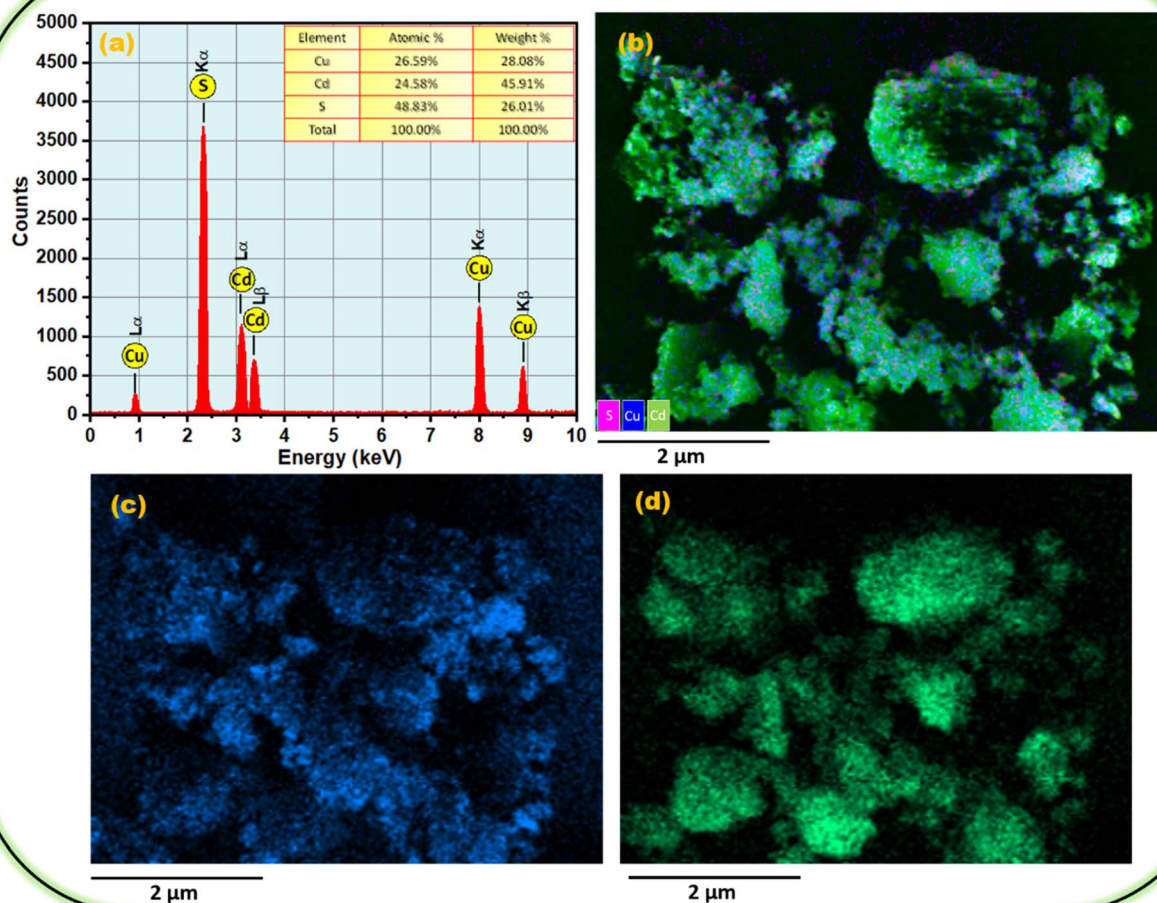 (a)
5000
4500
4000
3500
3000
2500
2000
1500
1000
500
0
Counts
0 1 2 3 4 5 6 7 8 9 10
Energy (keV)
Cu Lα
S Kα
Cd Lα
Cd Lβ
Cu Kα
Cu Kβ
Element Atomic % Weight %
Cu 26.59% 28.08%
Cd 24.58% 45.91%
S 48.83% 26.01%
Total 100.00% 100.00%
(b)
S Cu Cd
2 µm
(c)
2 µm
(d)
2 µm